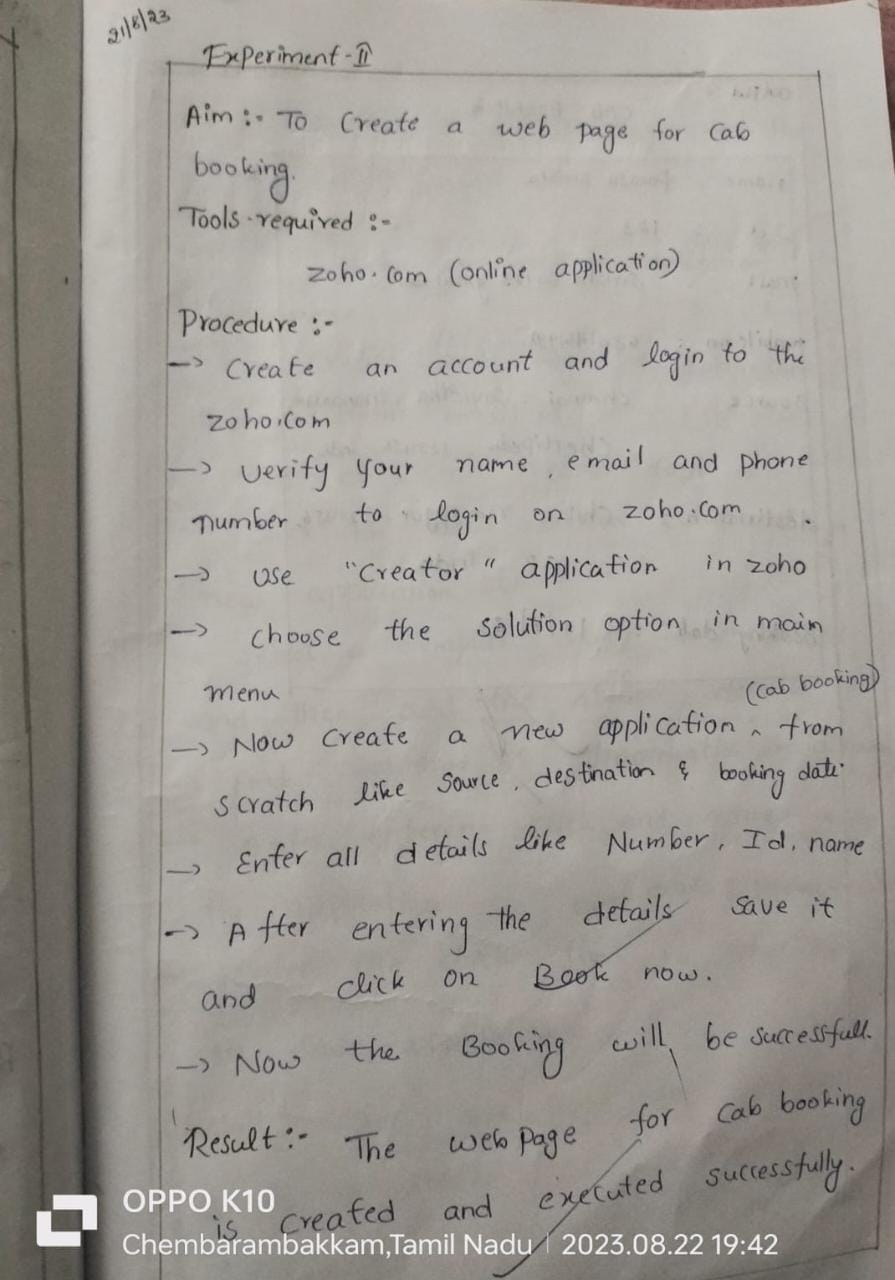 21/8/23
Experiment-II
Aim :- To Create a web page for Cab
booking.
Tools required :-
zoho.com (online application)
Procedure :-
-> Create an account and login to the
zoho.com
-> Verify your name, email and phone
number to login on zoho.com
-> Use "Creator" application in zoho
-> choose the Solution option in main
menu
(cab booking)
-> Now Create a new application ^ from
scratch like Source, destination & booking date.
-> Enter all details like Number, Id, name
-> After entering the details save it
and click on Book now.
-> Now the Booking will be successfull.
Result :- The web page for cab booking
is created and executed successfully.
OPPO K10
Chembarambakkam,Tamil Nadu | 2023.08.22 19:42